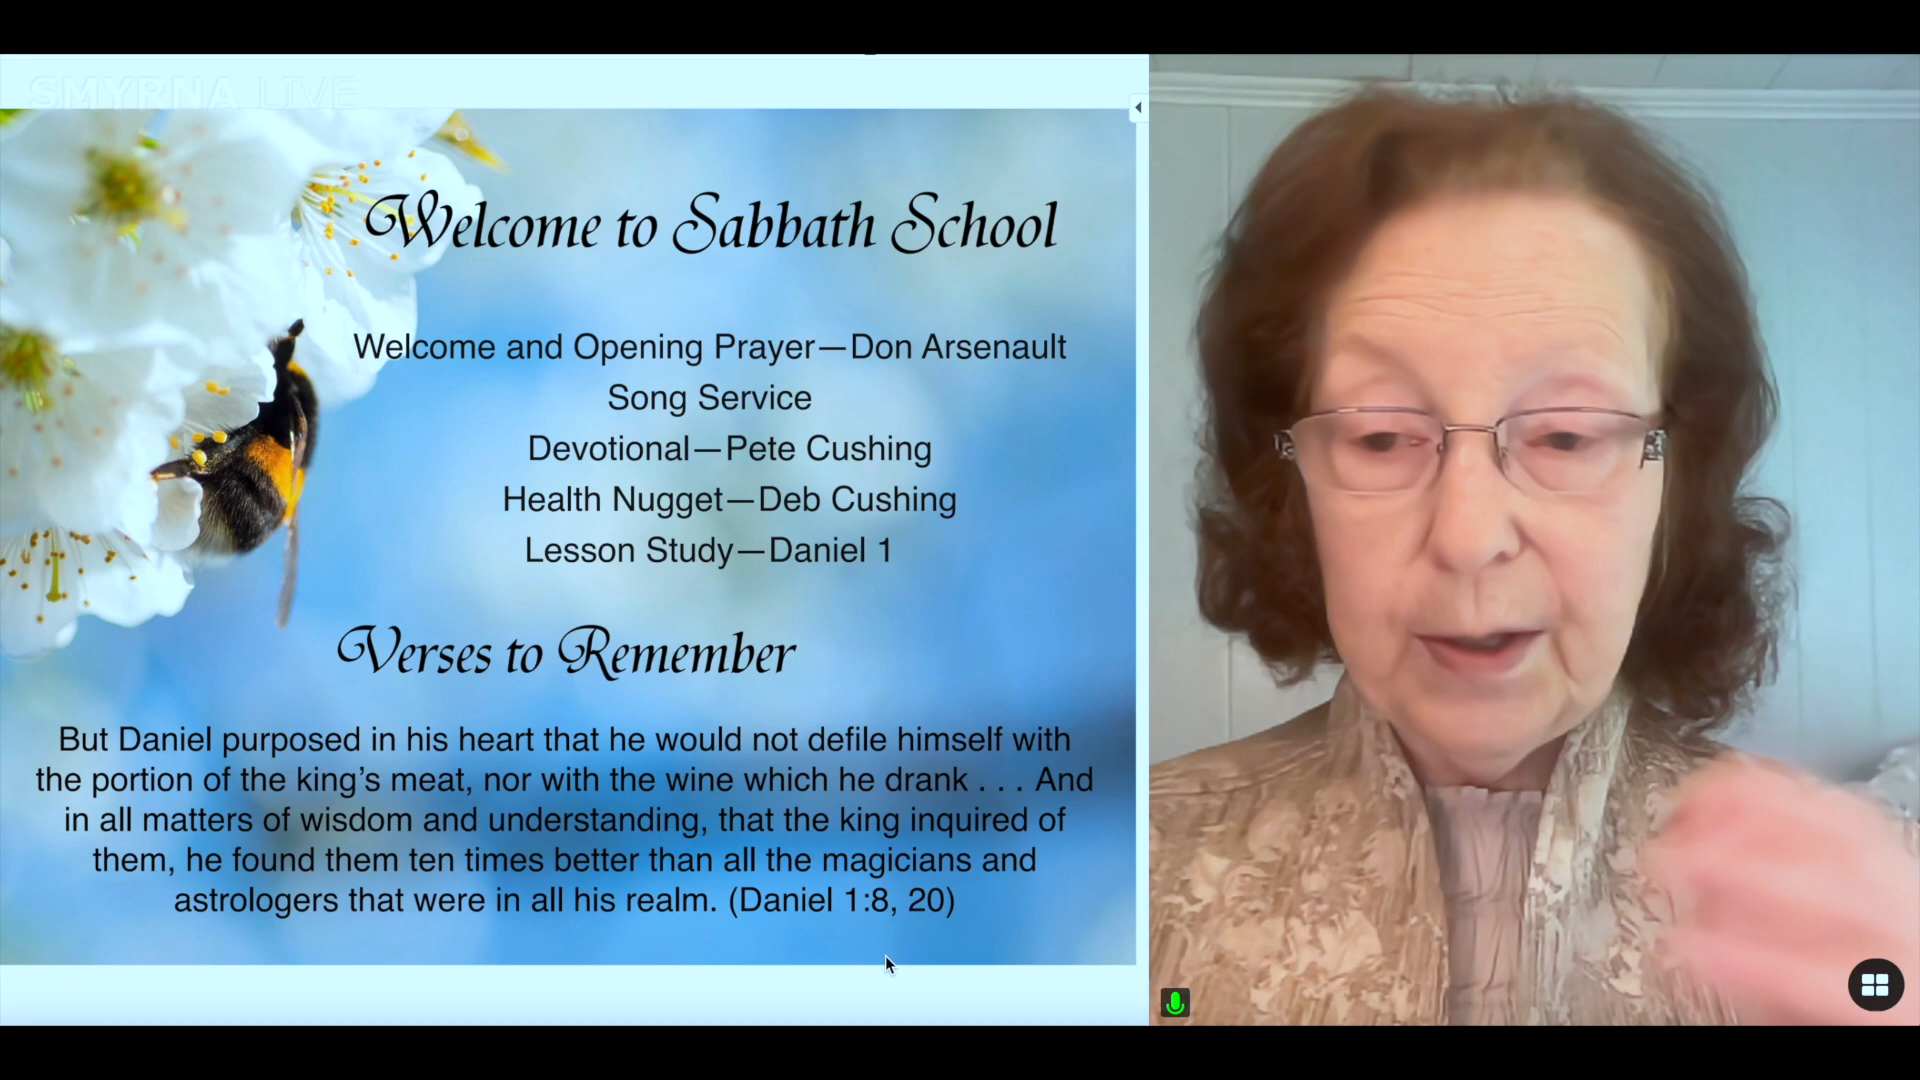 SMYRNA LIVE
Welcome to Sabbath School
Welcome and Opening Prayer—Don Arsenault
Song Service
Devotional—Pete Cushing
Health Nugget—Deb Cushing
Lesson Study—Daniel 1
Verses to Remember
But Daniel purposed in his heart that he would not defile himself with
the portion of the king’s meat, nor with the wine which he drank . . . And
in all matters of wisdom and understanding, that the king inquired of
them, he found them ten times better than all the magicians and
astrologers that were in all his realm. (Daniel 1:8, 20)